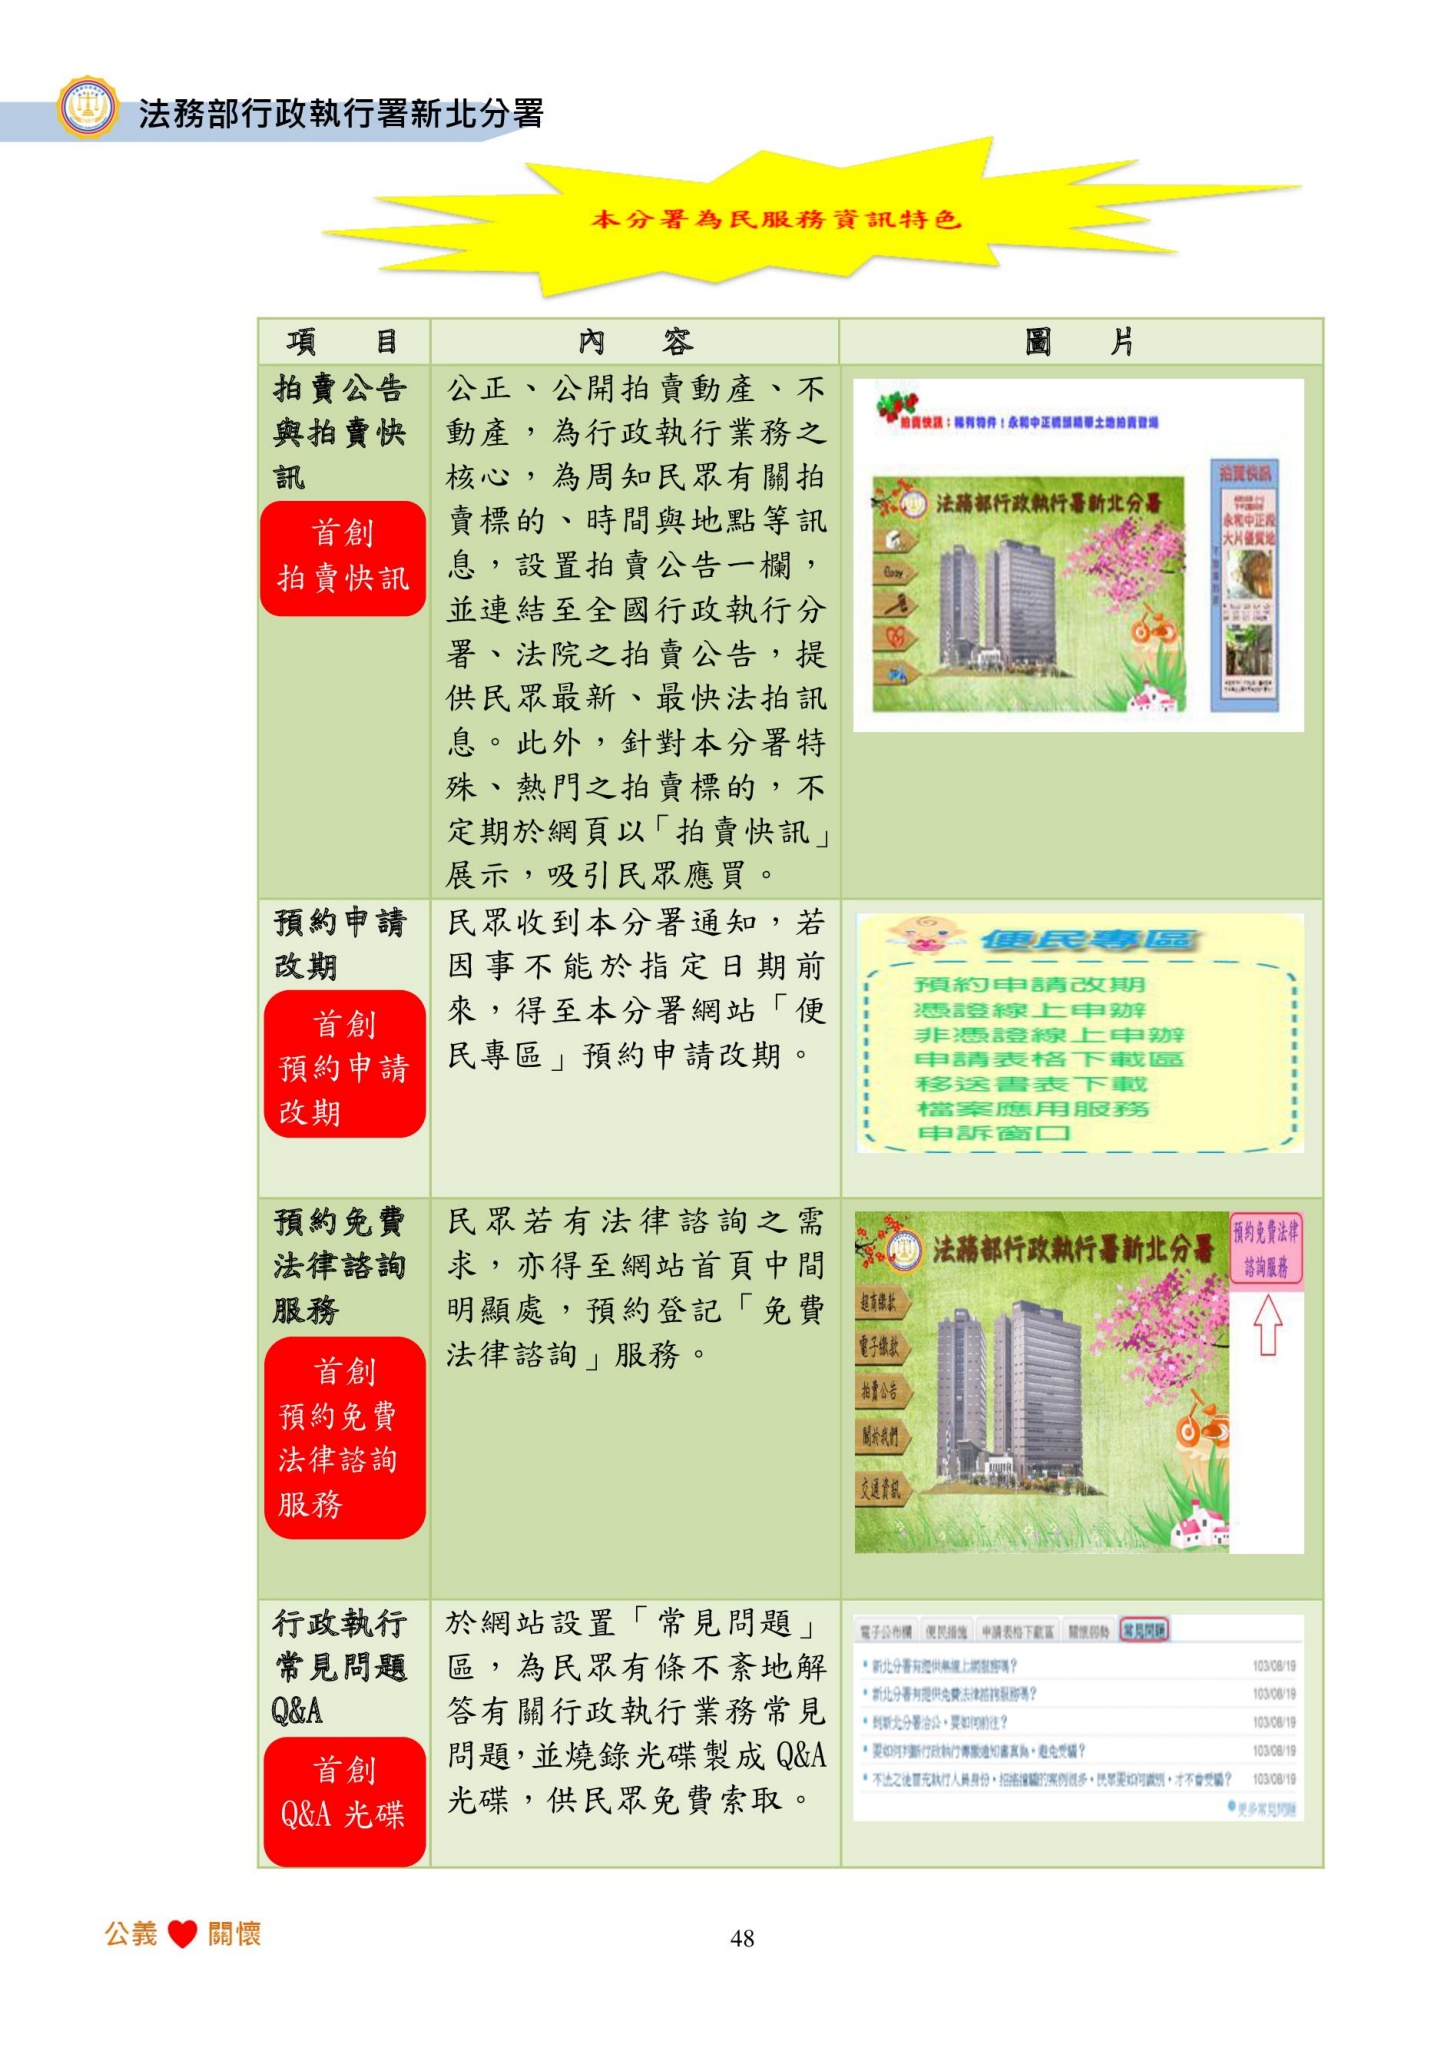 法務部行政執行署新北分署
本分署為民服務資訊特色
項 目
內 容
圖 片
拍賣公告
與拍賣快
訊
首創
拍賣快訊
公正、公開拍賣動產、不
動產，為行政執行業務之
核心，為周知民眾有關拍
賣標的、時間與地點等訊
息，設置拍賣公告一欄，
並連結至全國行政執行分
署、法院之拍賣公告，提
供民眾最新、最快法拍訊
息。此外，針對本分署特
殊、熱門之拍賣標的，不
定期於網頁以「拍賣快訊」
展示，吸引民眾應買。
拍賣快訊：稀有物件！永和中正橋頭精華土地拍賣登場
法務部行政執行署新北分署
Easy
拍賣快訊
永和中正段
大片優質地
預約申請
改期
首創
預約申請
改期
民眾收到本分署通知，若
因事不能於指定日期前
來，得至本分署網站「便
民專區」預約申請改期。
便民專區
預約申請改期
憑證線上申辦
非憑證線上申辦
申請表格下載區
移送書表下載
檔案應用服務
申訴窗口
預約免費
法律諮詢
服務
首創
預約免費
法律諮詢
服務
民眾若有法律諮詢之需
求，亦得至網站首頁中間
明顯處，預約登記「免費
法律諮詢」服務。
法務部行政執行署新北分署
預約免費法律
諮詢服務
超商繳款
電子繳款
拍賣公告
關於我們
交通資訊
行政執行
常見問題
Q&A
首創
Q&A 光碟
於網站設置「常見問題」
區，為民眾有條不紊地解
答有關行政執行業務常見
問題，並燒錄光碟製成 Q&A
光碟，供民眾免費索取。
電子公布欄 便民措施 申請表格下載區 關懷弱勢 常見問題
新北分署有提供無線上網服務嗎？ 103/08/19
新北分署有提供免費法律諮詢服務嗎？ 103/08/19
到新北分署洽公，要如何前往？ 103/08/19
要如何判斷行政執行傳繳通知書真偽，避免受騙？ 103/08/19
不法之徒冒充執行人員身份，招搖撞騙的案例很多，民眾要如何識別，才不會受騙？ 103/08/19
更多常見問題
公義 關懷
48